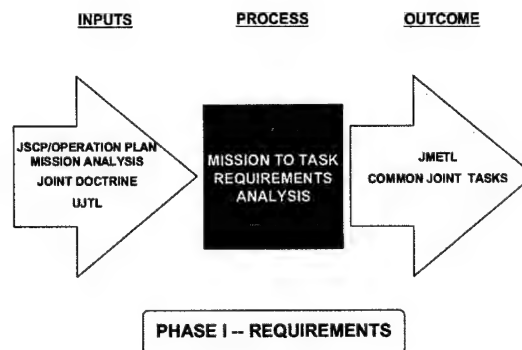 INPUTS
PROCESS
OUTCOME
JSCP/OPERATION PLAN
MISSION ANALYSIS
JOINT DOCTRINE
UJTL
MISSION TO TASK
REQUIREMENTS
ANALYSIS
JMETL
COMMON JOINT TASKS
PHASE I -- REQUIREMENTS